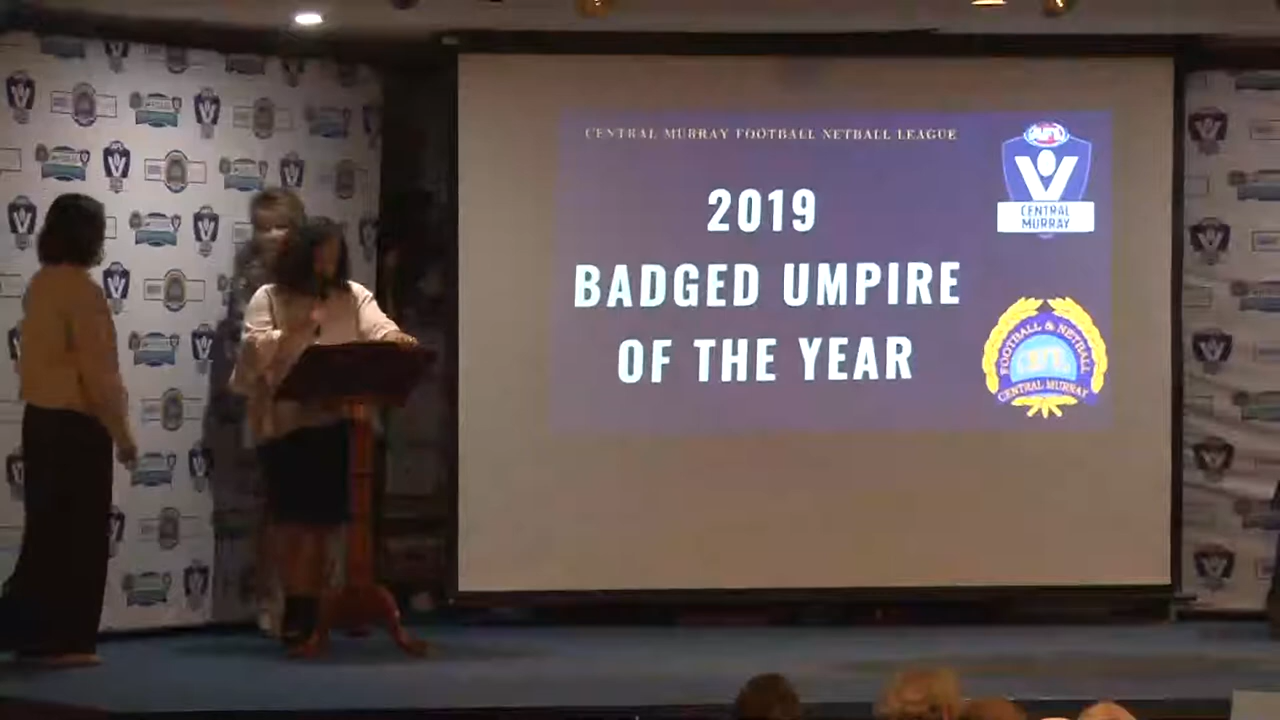 CENTRAL MURRAY FOOTBALL NETBALL LEAGUE
2019
BADGED UMPIRE
OF THE YEAR
AFL
CENTRAL
MURRAY
FOOTBALL & NETBALL
CENTRAL MURRAY